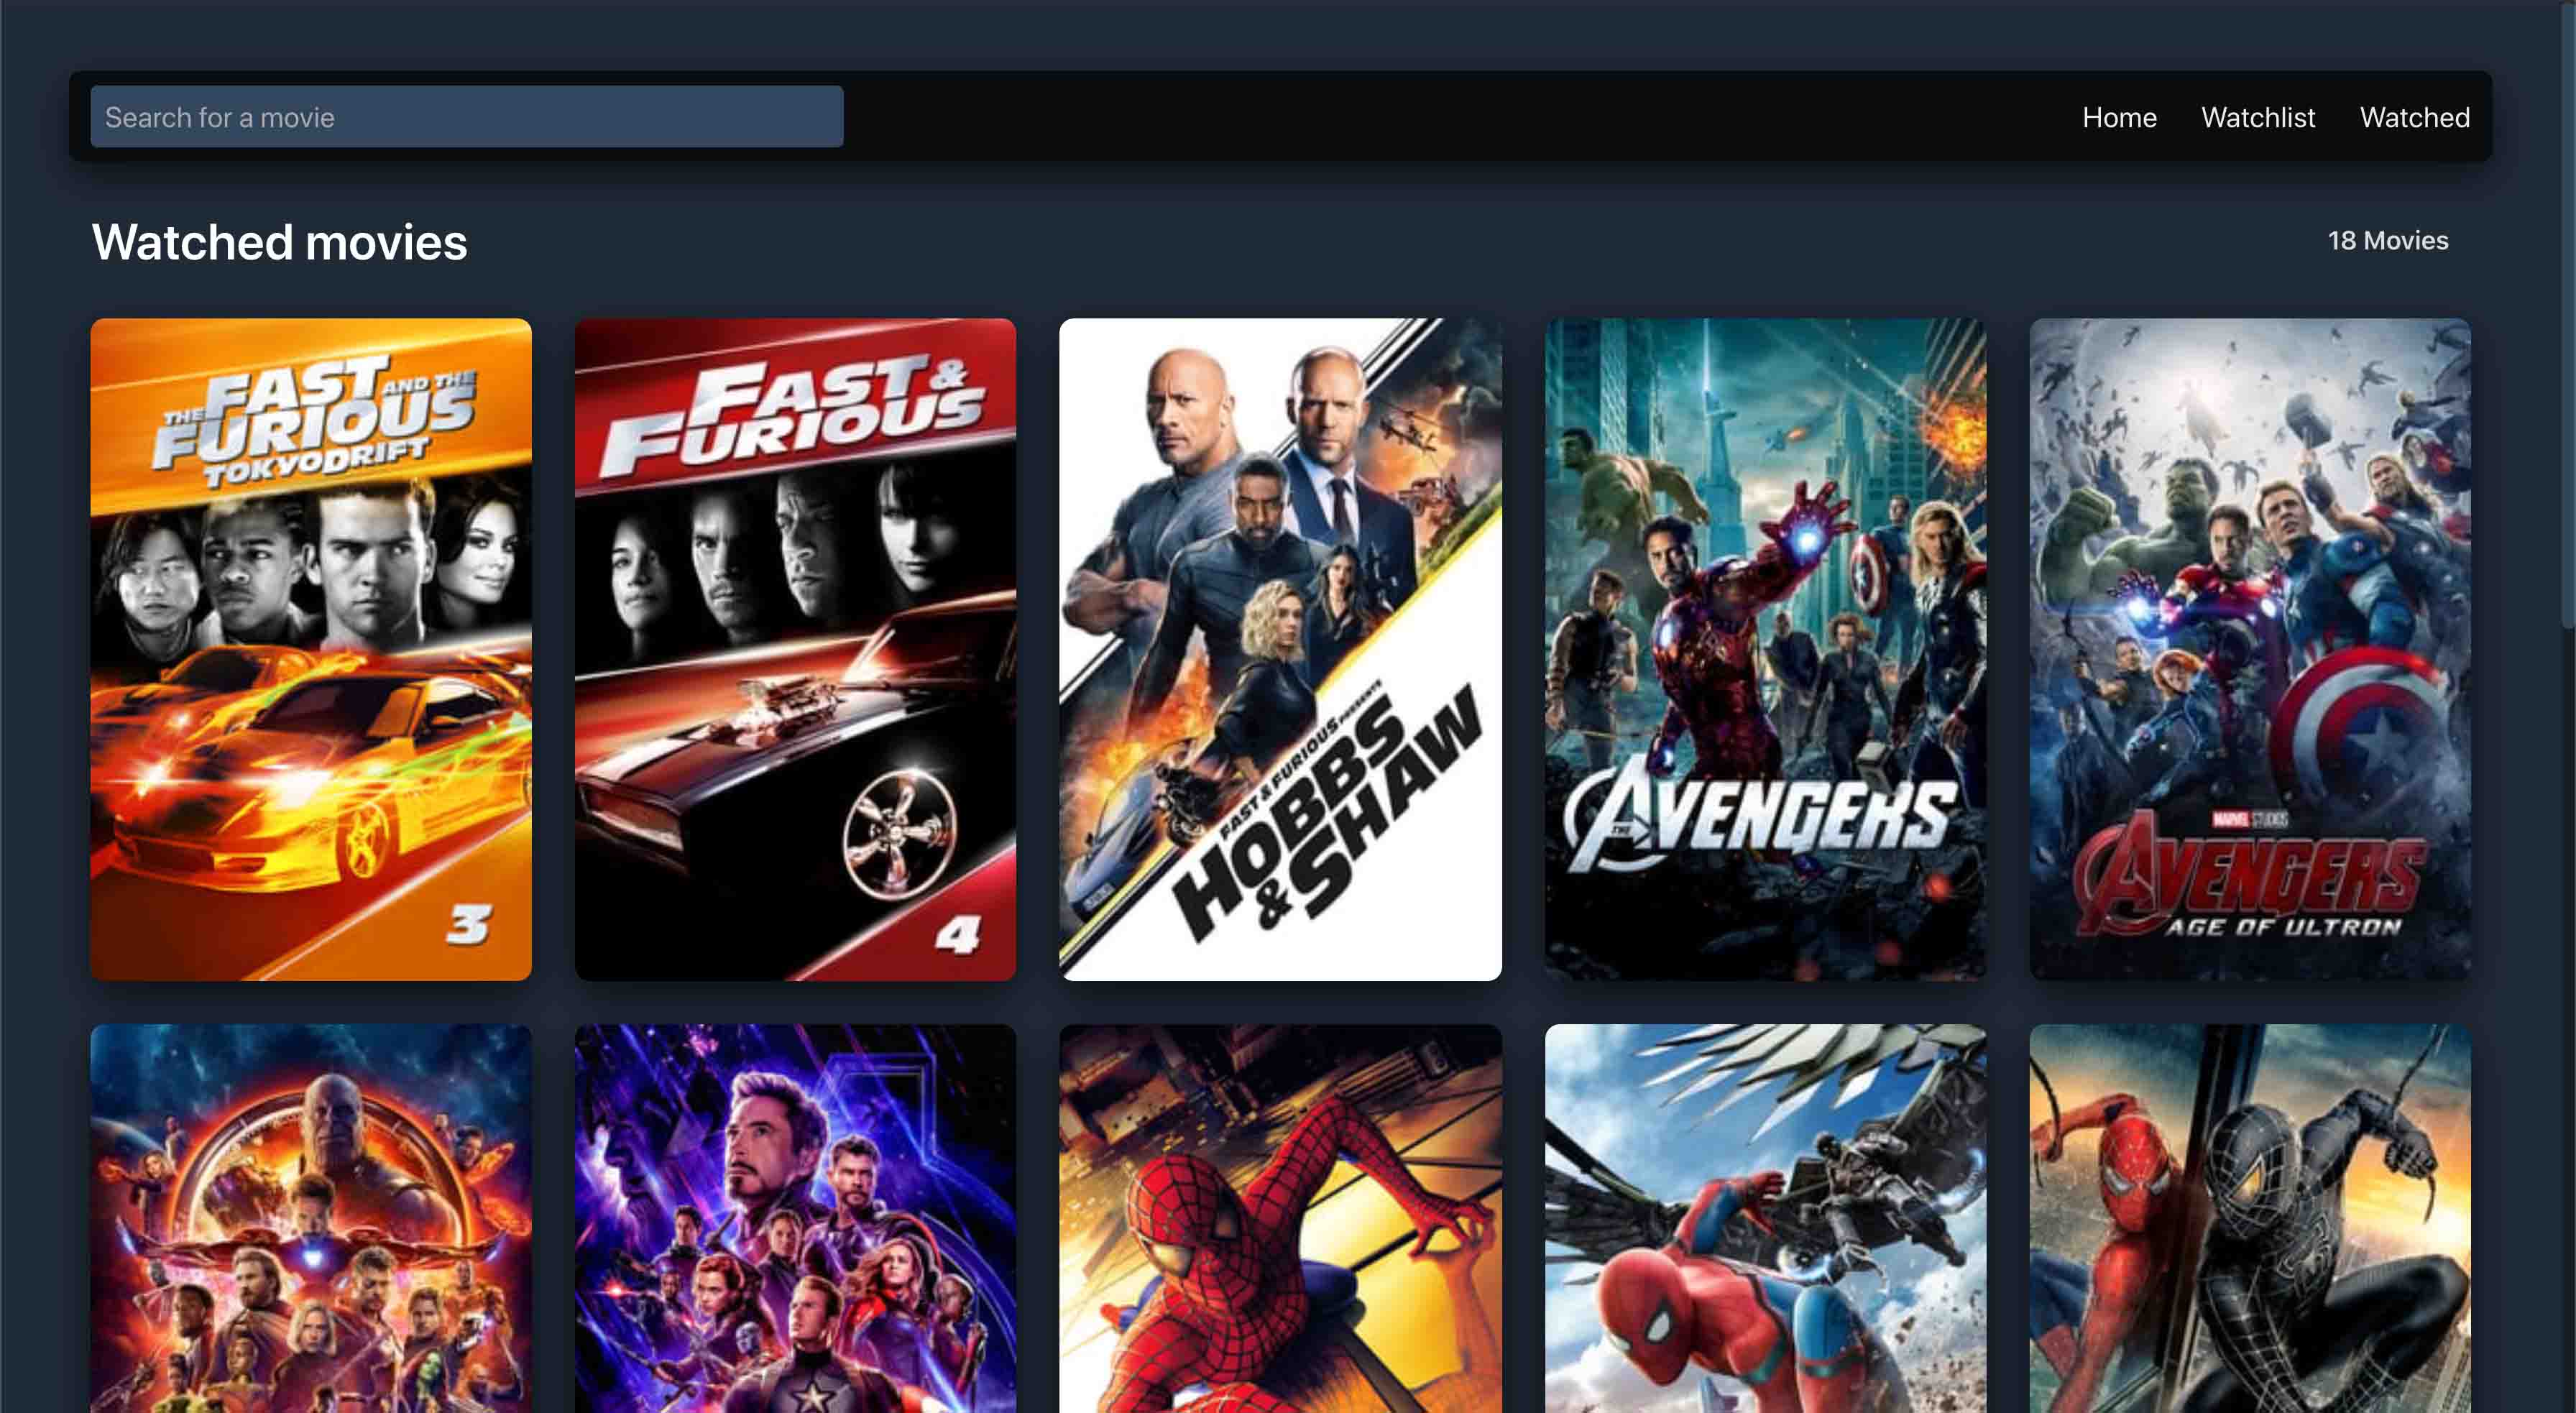 Search for a movie
Home
Watchlist
Watched
Watched movies
18 Movies
THE FAST AND THE
FURIOUS
TOKYO DRIFT
3
FAST &
FURIOUS
4
FAST & FURIOUS PRESENTS
HOBBS
& SHAW
THE AVENGERS
MARVEL STUDIOS
AVENGERS
AGE OF ULTRON